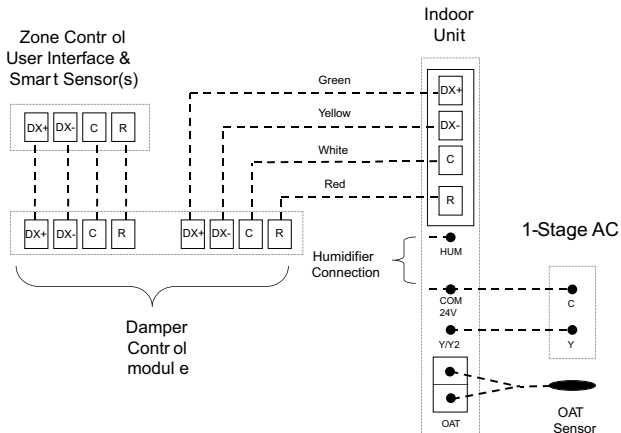 Indoor
Unit
Zone Contr ol
User Interface &
Smar t Sensor(s)
Green
DX+
DX+ DX- C R
Yellow
DX-
White
C
Red
R
DX+ DX- C R DX+ DX- C R
Humidifier
Connection
HUM
1-Stage AC
COM
24V
C
Damper
Contr ol
modul e
Y/Y2
Y
OAT
OAT
Sensor